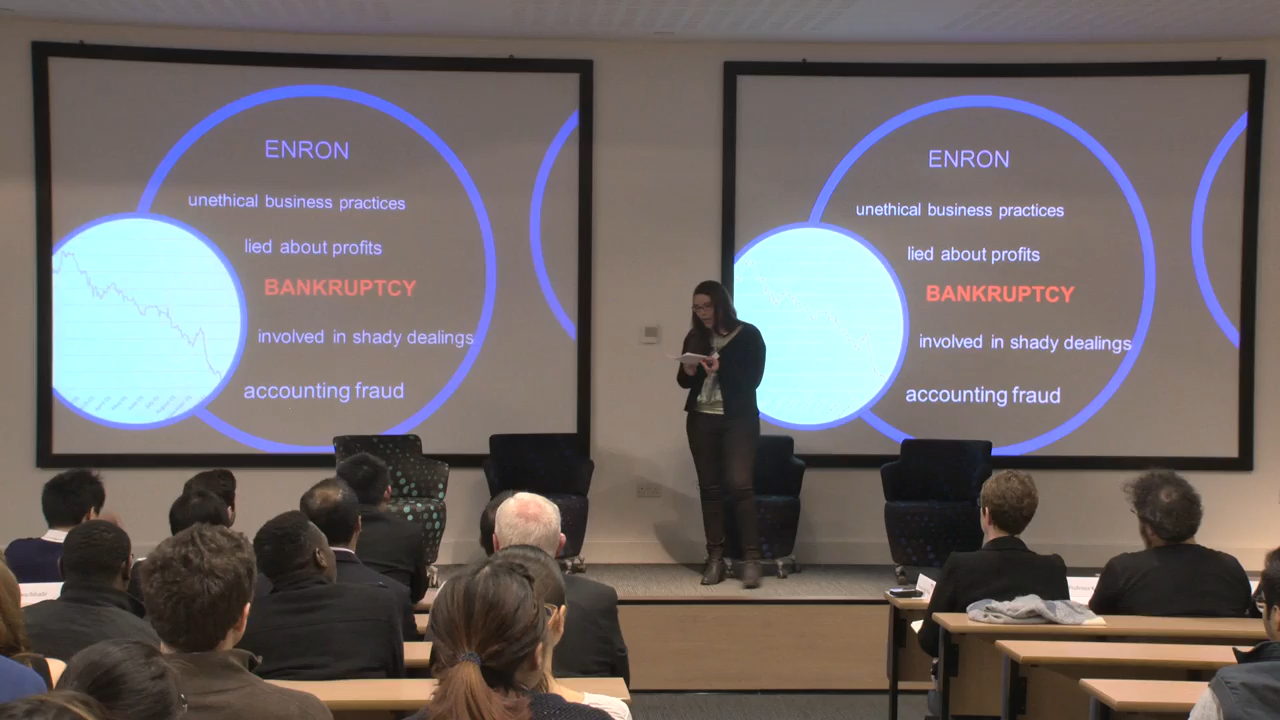 ENRON
unethical business practices
lied about profits
BANKRUPTCY
involved in shady dealings
accounting fraud
ENRON
unethical business practices
lied about profits
BANKRUPTCY
involved in shady dealings
accounting fraud